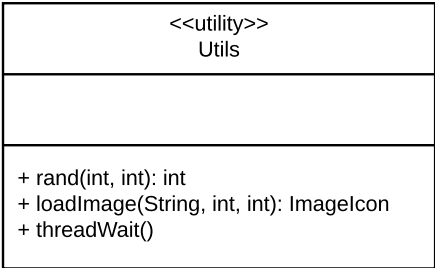 <<utility>>
Utils
+ rand(int, int): int
+ loadImage(String, int, int): ImageIcon
+ threadWait()